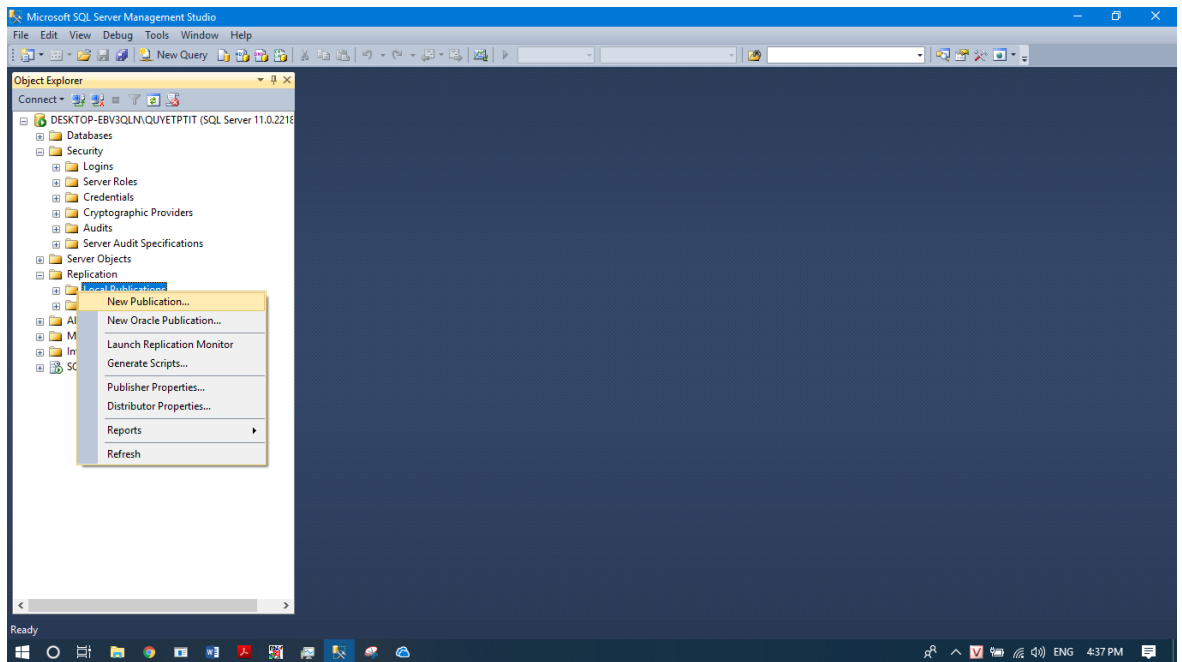 Microsoft SQL Server Management Studio
File Edit View Debug Tools Window Help
New Query
Object Explorer
Connect
DESKTOP-EBV3QLN\QUYETPTIT (SQL Server 11.0.2218
Databases
Security
Logins
Server Roles
Credentials
Cryptographic Providers
Audits
Server Audit Specifications
Server Objects
Replication
Local Publications
New Publication...
New Oracle Publication...
Al
M
Launch Replication Monitor
In
Generate Scripts...
SQ
Publisher Properties...
Distributor Properties...
Reports
Refresh
Ready
ENG 4:37 PM